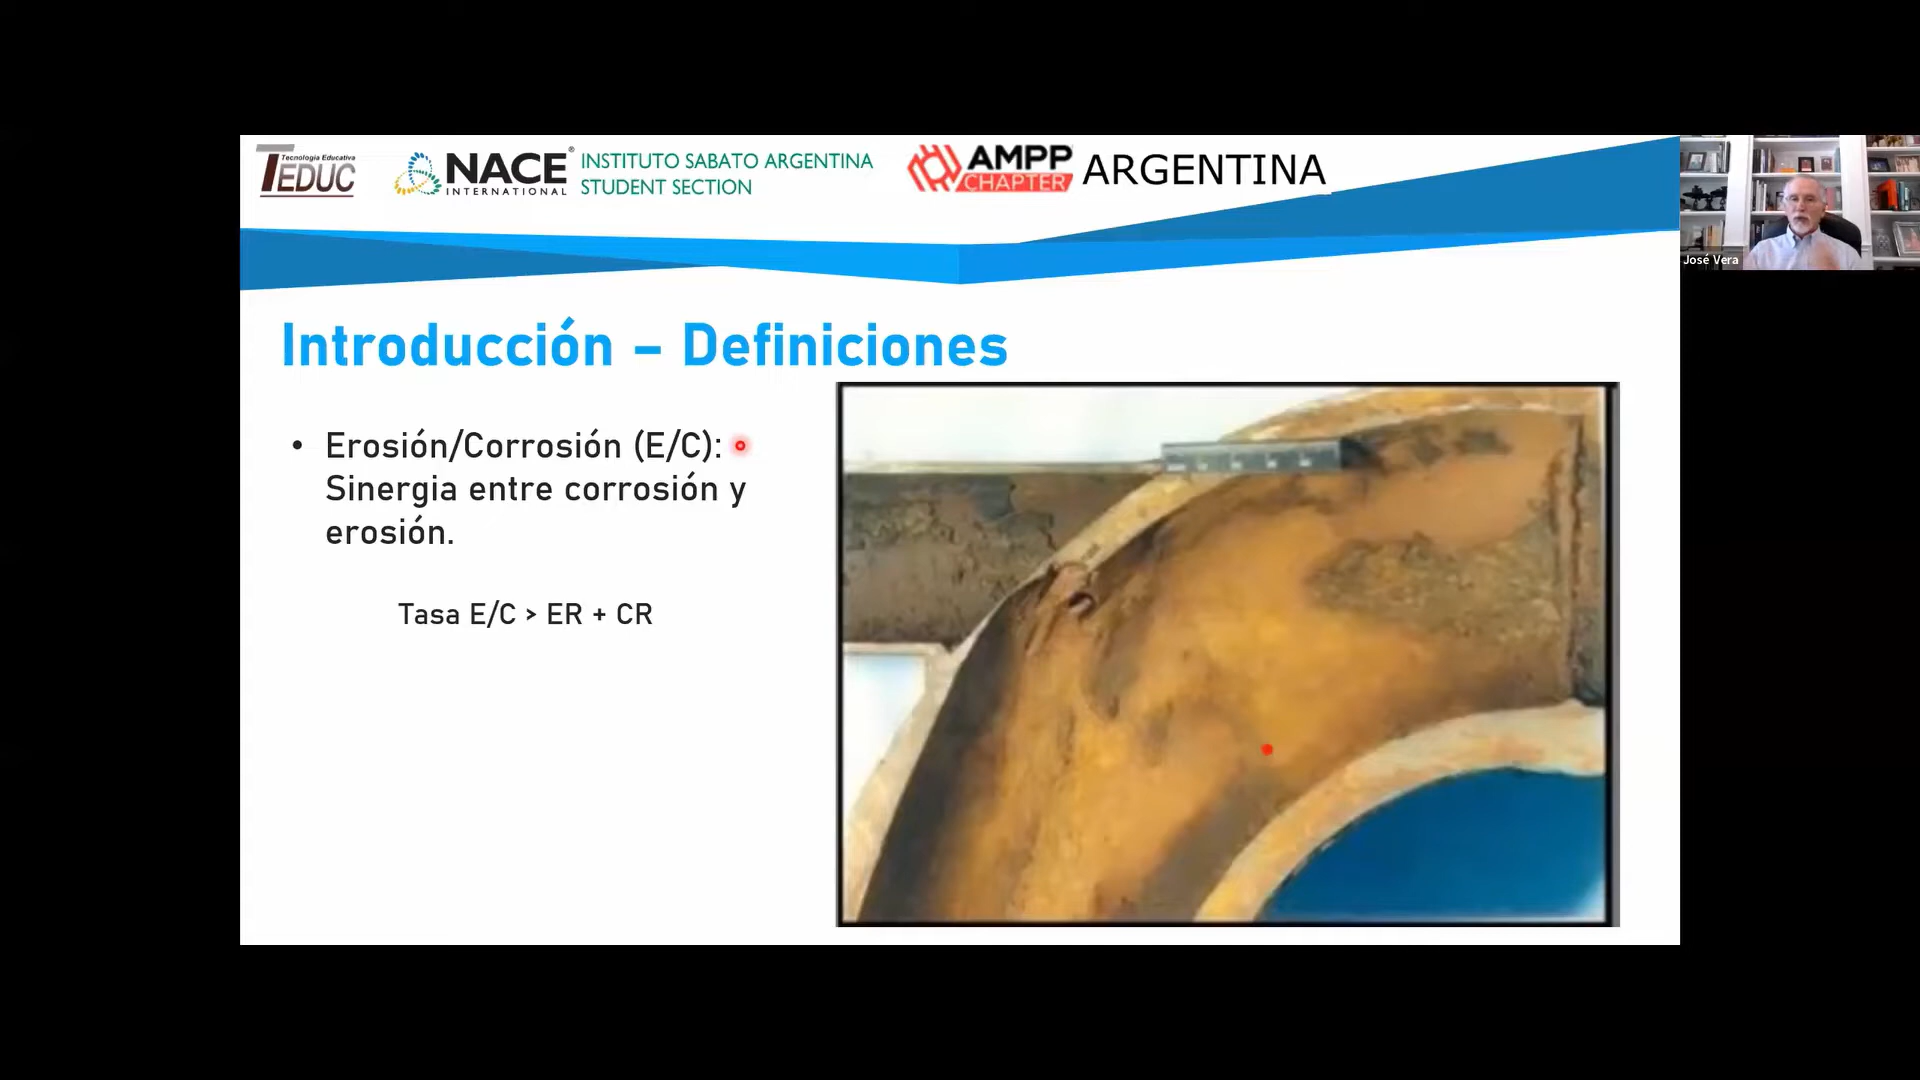 Tecnología Educativa
TEDUC
NACE®
INTERNATIONAL
INSTITUTO SABATO ARGENTINA
STUDENT SECTION
AMPP
CHAPTER
ARGENTINA
José Vera
Introducción – Definiciones
• Erosión/Corrosión (E/C):
Sinergia entre corrosión y
erosión.
Tasa E/C > ER + CR